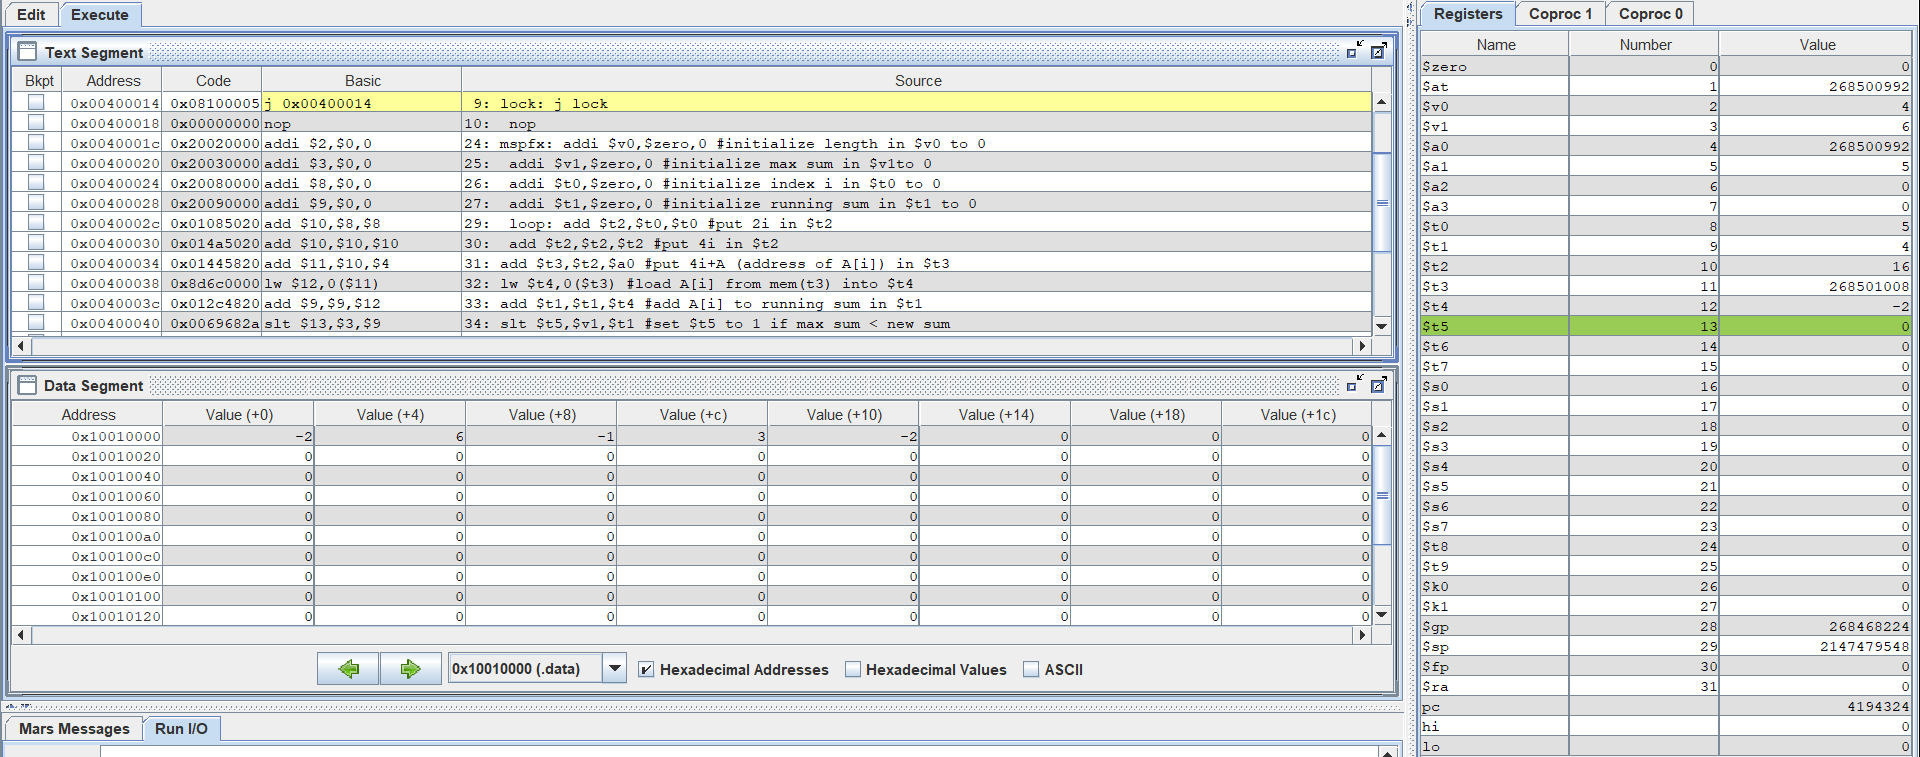 Edit Execute
Text Segment
Bkpt Address Code Basic Source
0x00400014 0x08100005 j 0x00400014 9: lock: j lock
0x00400018 0x00000000 nop 10: nop
0x0040001c 0x20020000 addi $2,$0,0 24: mspfx: addi $v0,$zero,0 #initialize length in $v0 to 0
0x00400020 0x20030000 addi $3,$0,0 25: addi $v1,$zero,0 #initialize max sum in $v1to 0
0x00400024 0x20080000 addi $8,$0,0 26: addi $t0,$zero,0 #initialize index i in $t0 to 0
0x00400028 0x20090000 addi $9,$0,0 27: addi $t1,$zero,0 #initialize running sum in $t1 to 0
0x0040002c 0x01085020 add $10,$8,$8 29: loop: add $t2,$t0,$t0 #put 2i in $t2
0x00400030 0x014a5020 add $10,$10,$10 30: add $t2,$t2,$t2 #put 4i in $t2
0x00400034 0x01445820 add $11,$10,$4 31: add $t3,$t2,$a0 #put 4i+A (address of A[i]) in $t3
0x00400038 0x8d6c0000 lw $12,0($11) 32: lw $t4,0($t3) #load A[i] from mem(t3) into $t4
0x0040003c 0x012c4820 add $9,$9,$12 33: add $t1,$t1,$t4 #add A[i] to running sum in $t1
0x00400040 0x0069682a slt $13,$3,$9 34: slt $t5,$v1,$t1 #set $t5 to 1 if max sum < new sum
Data Segment
Address Value (+0) Value (+4) Value (+8) Value (+c) Value (+10) Value (+14) Value (+18) Value (+1c)
0x10010000 -2 6 -1 3 -2 0 0 0
0x10010020 0 0 0 0 0 0 0 0
0x10010040 0 0 0 0 0 0 0 0
0x10010060 0 0 0 0 0 0 0 0
0x10010080 0 0 0 0 0 0 0 0
0x100100a0 0 0 0 0 0 0 0 0
0x100100c0 0 0 0 0 0 0 0 0
0x100100e0 0 0 0 0 0 0 0 0
0x10010100 0 0 0 0 0 0 0 0
0x10010120 0 0 0 0 0 0 0 0
0x10010000 (.data) Hexadecimal Addresses Hexadecimal Values ASCII
Mars Messages Run I/O
Registers Coproc 1 Coproc 0
Name Number Value
$zero 0 0
$at 1 268500992
$v0 2 4
$v1 3 6
$a0 4 268500992
$a1 5 5
$a2 6 0
$a3 7 0
$t0 8 5
$t1 9 4
$t2 10 16
$t3 11 268501008
$t4 12 -2
$t5 13 0
$t6 14 0
$t7 15 0
$s0 16 0
$s1 17 0
$s2 18 0
$s3 19 0
$s4 20 0
$s5 21 0
$s6 22 0
$s7 23 0
$t8 24 0
$t9 25 0
$k0 26 0
$k1 27 0
$gp 28 268468224
$sp 29 2147479548
$fp 30 0
$ra 31 0
pc 4194324
hi 0
lo 0